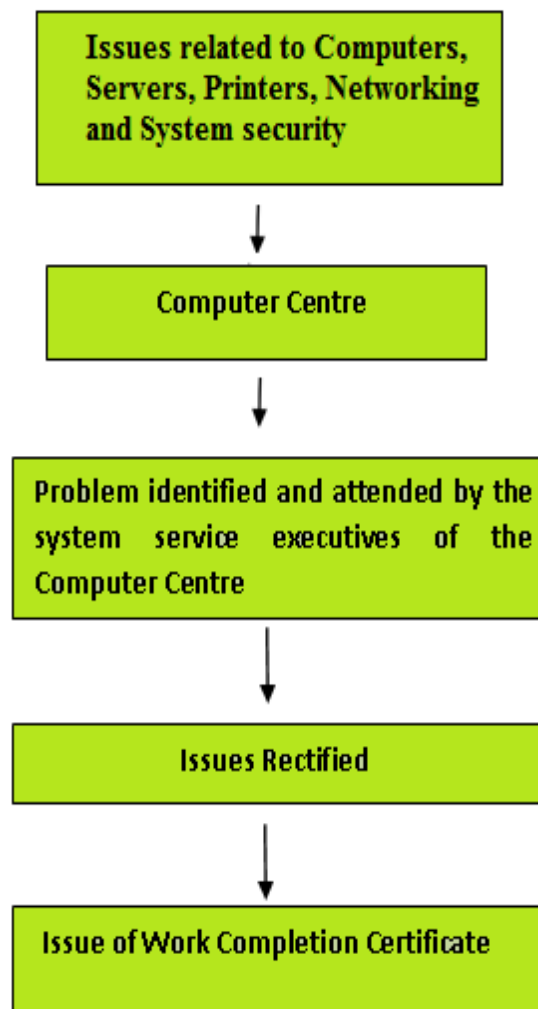 Issues related to Computers,
Servers, Printers, Networking
and System security
Computer Centre
Problem identified and attended by the
system service executives of the
Computer Centre
Issues Rectified
Issue of Work Completion Certificate